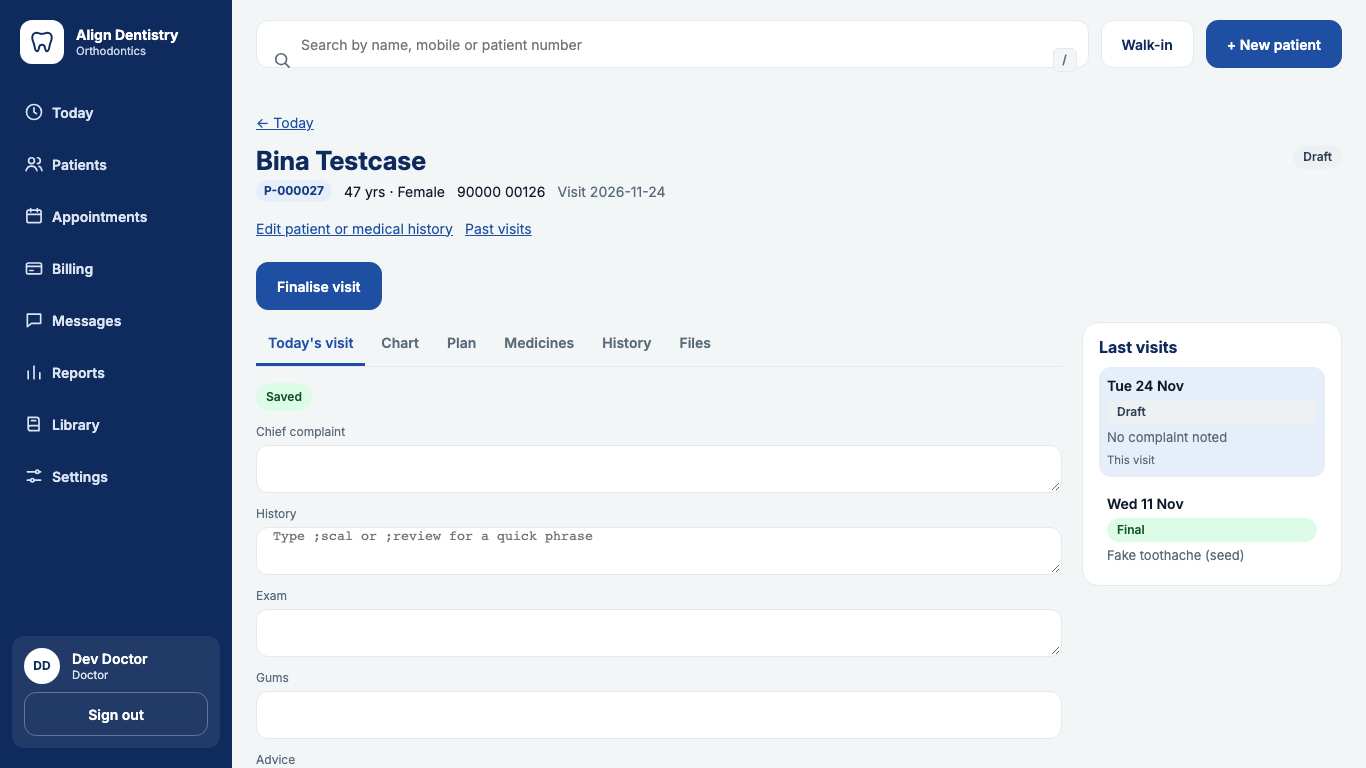 Align Dentistry
Orthodontics
Today
Patients
Appointments
Billing
Messages
Reports
Library
Settings
DD
Dev Doctor
Doctor
Sign out
Search by name, mobile or patient number
/
Walk-in
+ New patient
← Today
Bina Testcase
Draft
P-000027 47 yrs · Female 90000 00126 Visit 2026-11-24
Edit patient or medical history Past visits
Finalise visit
Today's visit Chart Plan Medicines History Files
Saved
Chief complaint
History
Type ;scal or ;review for a quick phrase
Exam
Gums
Advice
Last visits
Tue 24 Nov
Draft
No complaint noted
This visit
Wed 11 Nov
Final
Fake toothache (seed)